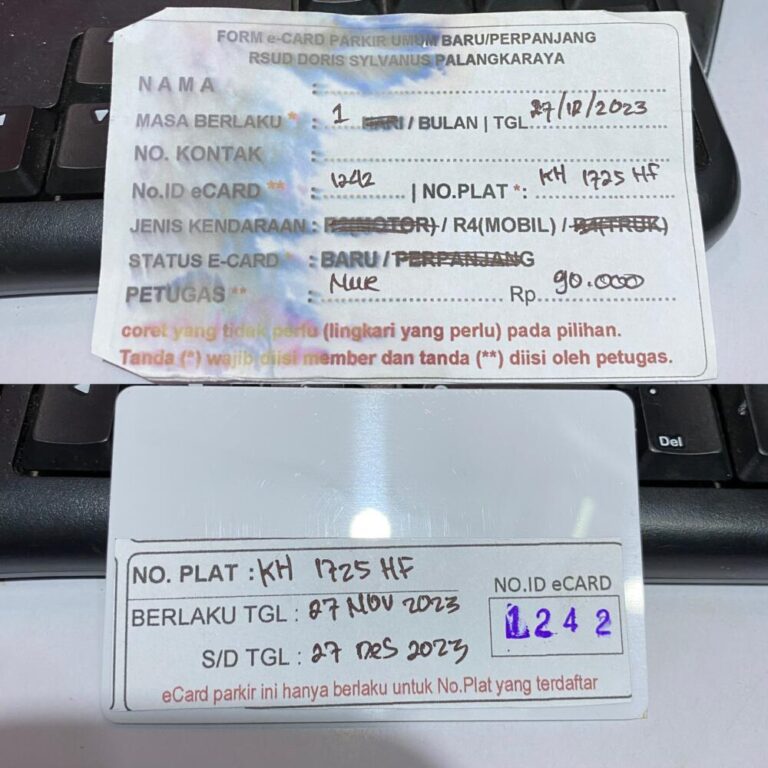 FORM e-CARD PARKIR UMUM BARU/PERPANJANG
RSUD DORIS SYLVANUS PALANGKARAYA
NAMA :
MASA BERLAKU * : 1 HARI / BULAN | TGL 27/12/2023
NO. KONTAK :
No.ID eCARD ** : 1242 | NO.PLAT *: KH 1725 HF
JENIS KENDARAAN : R2(MOTOR) / R4(MOBIL) / R4(TRUK)
STATUS E-CARD * : BARU / PERPANJANG
PETUGAS ** : Nur Rp. 90.000
coret yang tidak perlu (lingkari yang perlu) pada pilihan.
Tanda (*) wajib diisi member dan tanda (**) diisi oleh petugas.
Del
NO. PLAT : KH 1725 HF
BERLAKU TGL : 27 NOV 2023
S/D TGL : 27 Des 2023
NO.ID eCARD
1242
eCard parkir ini hanya berlaku untuk No.Plat yang terdaftar